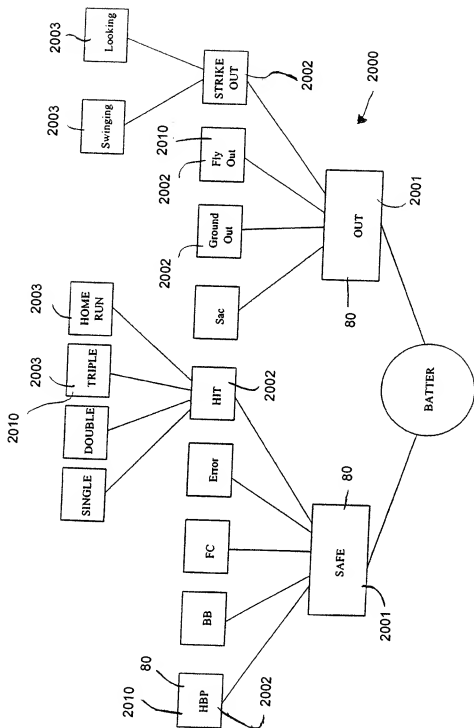 2010
2003
2003
2003
2003
SINGLE
DOUBLE
TRIPLE
HOME
RUN
Swinging
Looking
2010
80
2002
2002
2010
HBP
BB
FC
Error
HIT
Sac
Ground
Out
Fly
Out
STRIKE
OUT
2002
2002
2002
SAFE
80
80
OUT
2000
2001
2001
BATTER